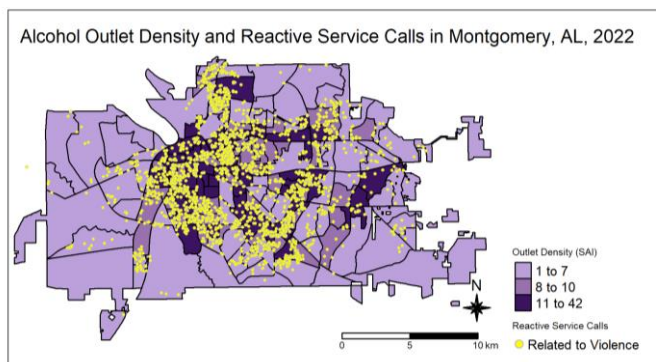 Alcohol Outlet Density and Reactive Service Calls in Montgomery, AL, 2022
Outlet Density (SAI)
1 to 7
8 to 10
11 to 42
N
Reactive Service Calls
Related to Violence
0 5 10 km